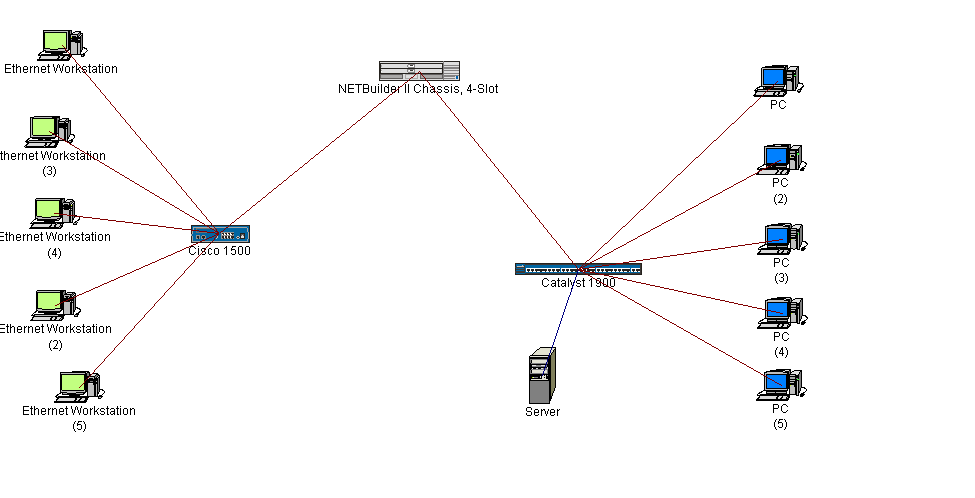 Ethernet Workstation
NETBuilder II Chassis, 4-Slot
PC
thernet Workstation
(3)
PC
(2)
Ethernet Workstation
(4)
Cisco 1500
PC
(3)
Catalyst 1900
Ethernet Workstation
(2)
PC
(4)
Ethernet Workstation
(5)
Server
PC
(5)